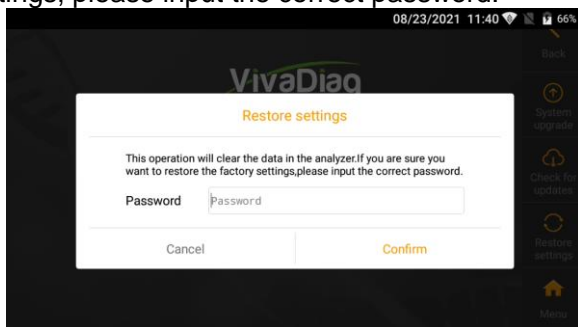 tings, please input the correct password.
08/23/2021 11:40 66%
VivaDiag
Back
System
upgrade
Check for
updates
Restore
settings
Menu
Restore settings
This operation will clear the data in the analyzer.If you are sure you
want to restore the factory settings,please input the correct password.
Password Password
Cancel Confirm